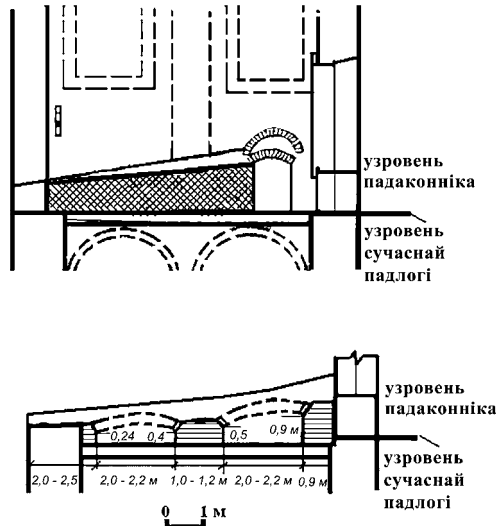 узровень
падаконніка
узровень
сучаснай
падлогі
узровень
падаконніка
0,24 0,4 0,5 0,9 м
узровень
сучаснай
падлогі
2,0 - 2,5 2,0 - 2,2 м 1,0 - 1,2 м 2,0 - 2,2 м 0,9 м
0 1 м